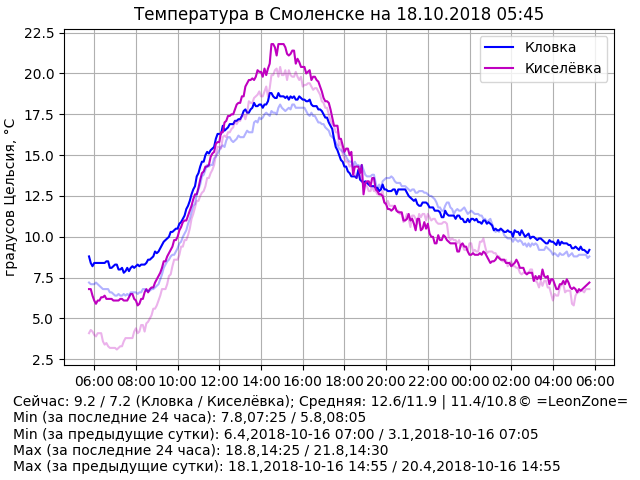 Температура в Смоленске на 18.10.2018 05:45
22.5
20.0
17.5
15.0
12.5
10.0
7.5
5.0
2.5
градусов Цельсия, °C
Кловка
Киселёвка
06:00 08:00 10:00 12:00 14:00 16:00 18:00 20:00 22:00 00:00 02:00 04:00 06:00
Сейчас: 9.2 / 7.2 (Кловка / Киселёвка); Средняя: 12.6/11.9 | 11.4/10.8© =LeonZone=
Min (за последние 24 часа): 7.8,07:25 / 5.8,08:05
Min (за предыдущие сутки): 6.4,2018-10-16 07:00 / 3.1,2018-10-16 07:05
Max (за последние 24 часа): 18.8,14:25 / 21.8,14:30
Max (за предыдущие сутки): 18.1,2018-10-16 14:55 / 20.4,2018-10-16 14:55